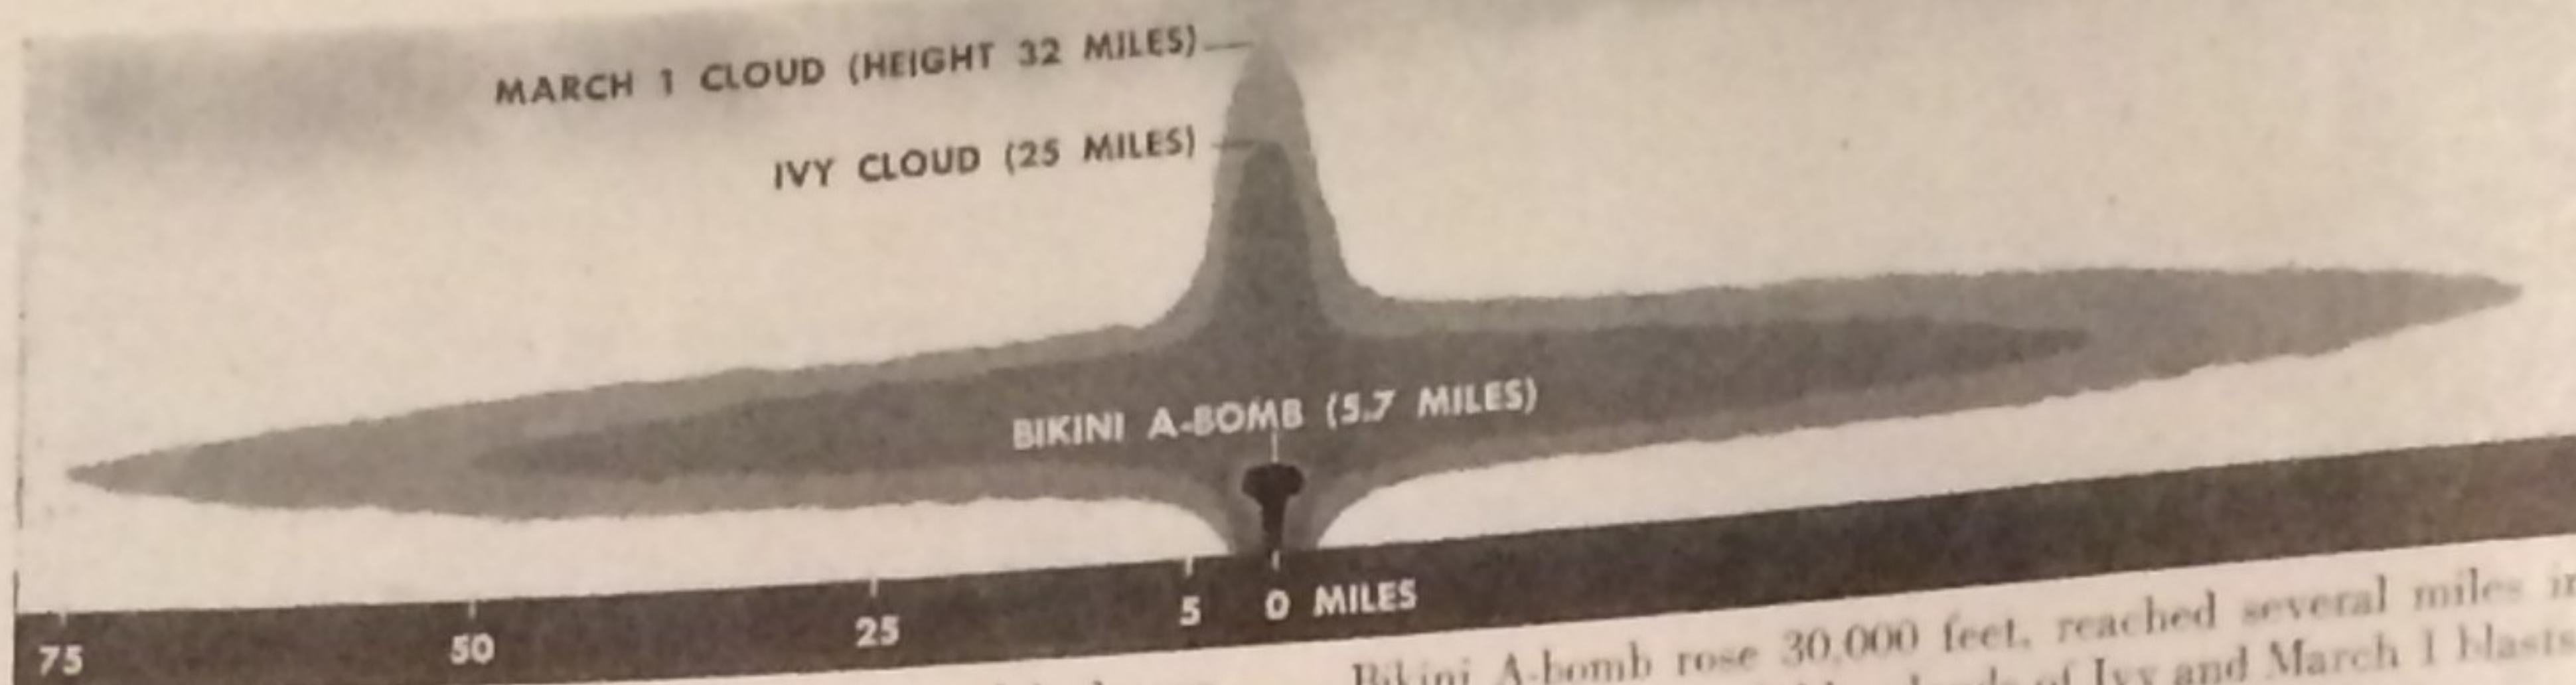 MARCH 1 CLOUD (HEIGHT 32 MILES)
IVY CLOUD (25 MILES)
BIKINI A-BOMB (5.7 MILES)
75 50 25 5 0 MILES
Bikini A-bomb rose 30,000 feet, reached several miles
of Ivy and March 1 blasts